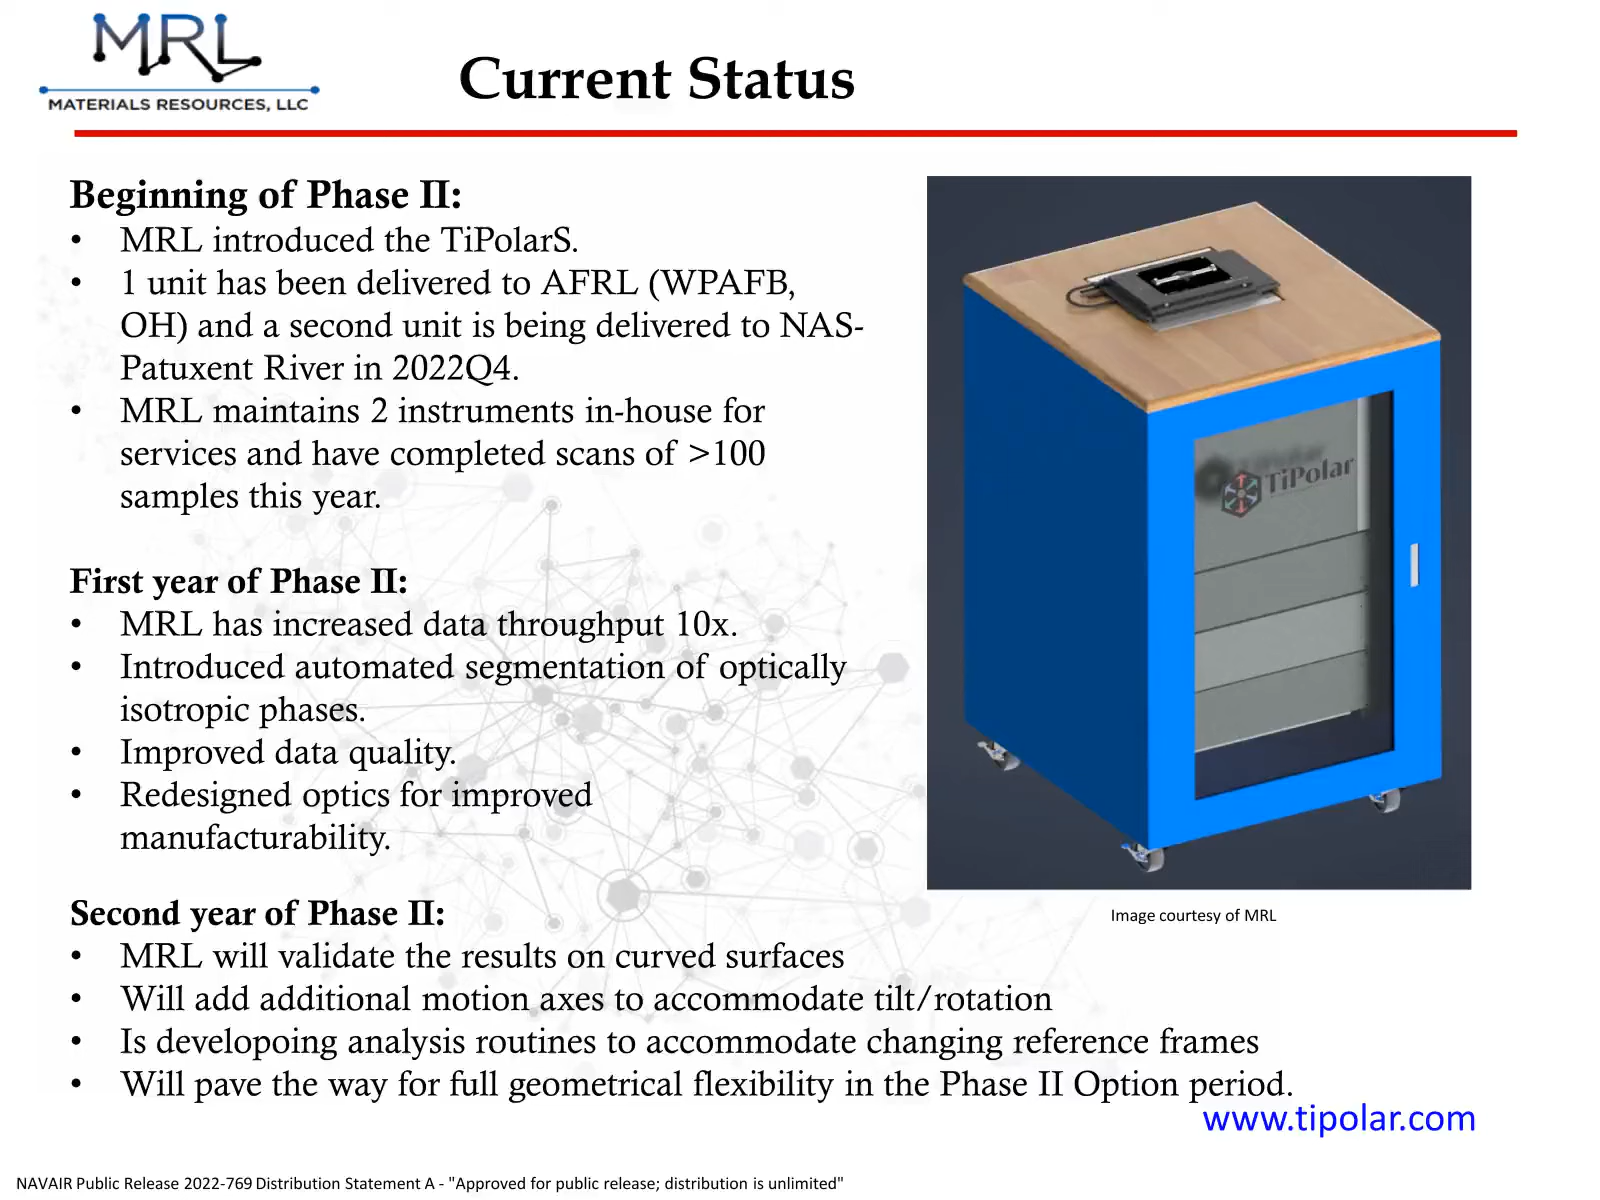 MRL
MATERIALS RESOURCES, LLC
Current Status
Beginning of Phase II:
• MRL introduced the TiPolarS.
• 1 unit has been delivered to AFRL (WPAFB,
OH) and a second unit is being delivered to NAS-
Patuxent River in 2022Q4.
• MRL maintains 2 instruments in-house for
services and have completed scans of >100
samples this year.
First year of Phase II:
• MRL has increased data throughput 10x.
• Introduced automated segmentation of optically
isotropic phases.
• Improved data quality.
• Redesigned optics for improved
manufacturability.
Second year of Phase II:
• MRL will validate the results on curved surfaces
• Will add additional motion axes to accommodate tilt/rotation
• Is developoing analysis routines to accommodate changing reference frames
• Will pave the way for full geometrical flexibility in the Phase II Option period.
TiPolar
Image courtesy of MRL
www.tipolar.com
NAVAIR Public Release 2022-769 Distribution Statement A - "Approved for public release; distribution is unlimited"